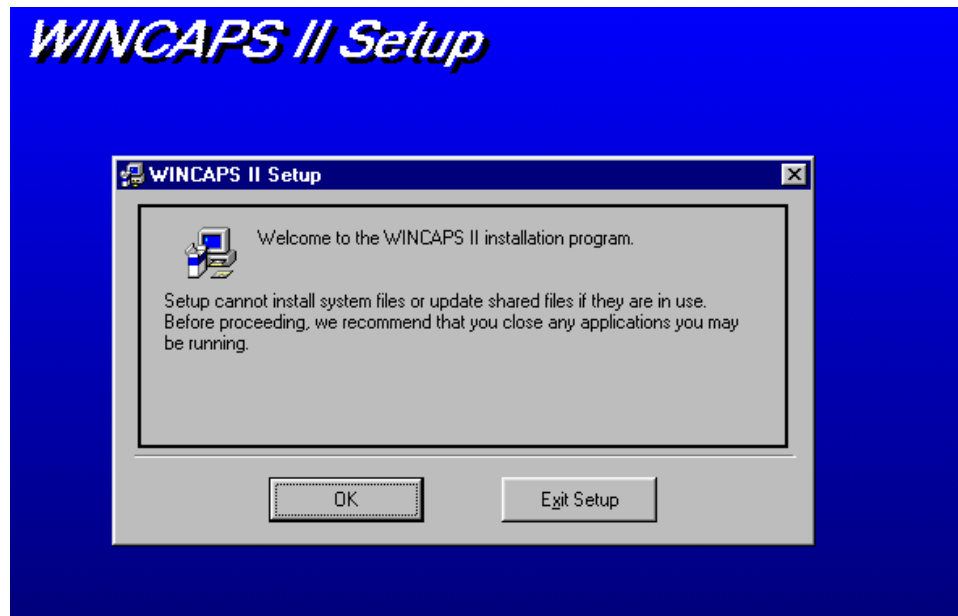 WINCAPS II Setup
WINCAPS II Setup
Welcome to the WINCAPS II installation program.
Setup cannot install system files or update shared files if they are in use.
Before proceeding, we recommend that you close any applications you may
be running.
OK
Exit Setup